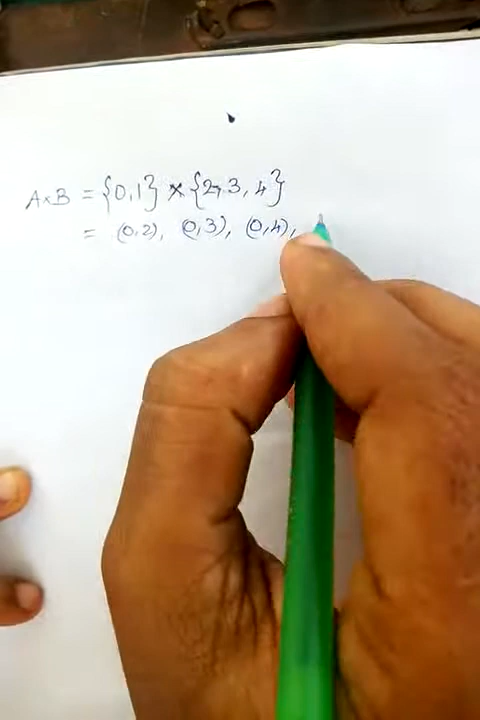 A×B = {0,1} × {2,3,4}
= (0,2), (0,3), (0,4),